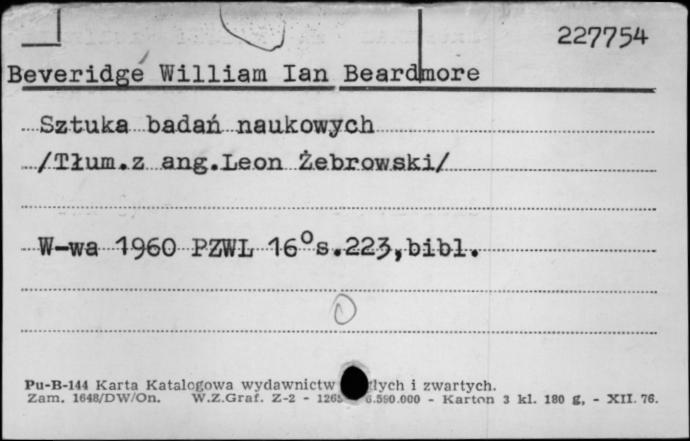 227754
Beveridge William Ian Beardmore
Sztuka badań naukowych
/Tłum.z ang.Leon Żebrowski/
W-wa 1960 PZWL 16°s.223,bibl.
Pu-B-144 Karta Katalogowa wydawnictw i zwartych.
Zam. 1648/DW/On. W.Z.Graf. Z-2 - 6.590.000 - Karton 3 kl. 180 g, - XII. 76.